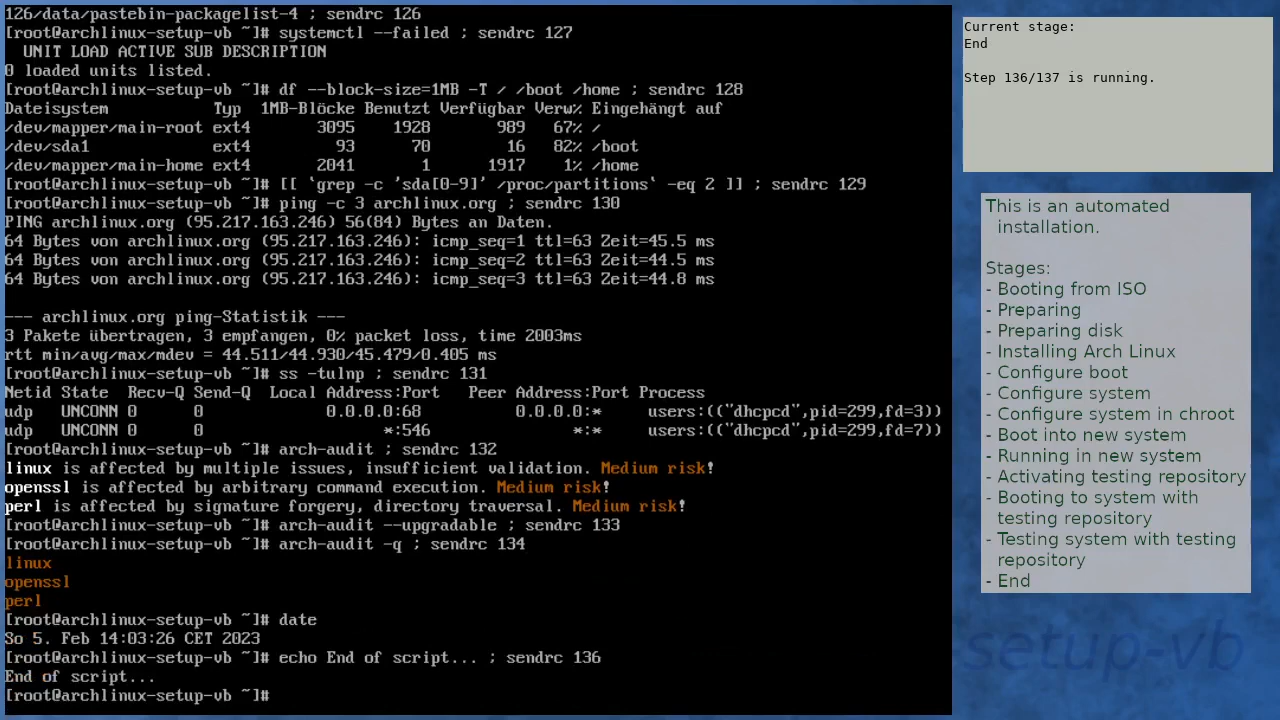 126/data/pastebin-packagelist-4 ; sendrc 126
[root@archlinux-setup-vb ~]# systemctl --failed ; sendrc 127
  UNIT LOAD ACTIVE SUB DESCRIPTION
0 loaded units listed.
[root@archlinux-setup-vb ~]# df --block-size=1MB -T / /boot /home ; sendrc 128
Dateisystem           Typ  1MB-Blöcke Benutzt Verfügbar Verw% Eingehängt auf
/dev/mapper/main-root ext4       3095    1928       989   67% /
/dev/sda1             ext4         93      70        16   82% /boot
/dev/mapper/main-home ext4       2041       1      1917    1% /home
[root@archlinux-setup-vb ~]# [[ `grep -c 'sda[0-9]' /proc/partitions` -eq 2 ]] ; sendrc 129
[root@archlinux-setup-vb ~]# ping -c 3 archlinux.org ; sendrc 130
PING archlinux.org (95.217.163.246) 56(84) Bytes an Daten.
64 Bytes von archlinux.org (95.217.163.246): icmp_seq=1 ttl=63 Zeit=45.5 ms
64 Bytes von archlinux.org (95.217.163.246): icmp_seq=2 ttl=63 Zeit=44.5 ms
64 Bytes von archlinux.org (95.217.163.246): icmp_seq=3 ttl=63 Zeit=44.8 ms
--- archlinux.org ping-Statistik ---
3 Pakete übertragen, 3 empfangen, 0% packet loss, time 2003ms
rtt min/avg/max/mdev = 44.511/44.930/45.479/0.405 ms
[root@archlinux-setup-vb ~]# ss -tulnp ; sendrc 131
Netid State  Recv-Q Send-Q  Local Address:Port   Peer Address:Port Process
udp   UNCONN 0      0             0.0.0.0:68          0.0.0.0:*     users:(("dhcpcd",pid=299,fd=3))
udp   UNCONN 0      0                   *:546               *:*     users:(("dhcpcd",pid=299,fd=7))
[root@archlinux-setup-vb ~]# arch-audit ; sendrc 132
linux is affected by multiple issues, insufficient validation. Medium risk!
openssl is affected by arbitrary command execution. Medium risk!
perl is affected by signature forgery, directory traversal. Medium risk!
[root@archlinux-setup-vb ~]# arch-audit --upgradable ; sendrc 133
[root@archlinux-setup-vb ~]# arch-audit -q ; sendrc 134
linux
openssl
perl
[root@archlinux-setup-vb ~]# date
So 5. Feb 14:03:26 CET 2023
[root@archlinux-setup-vb ~]# echo End of script... ; sendrc 136
End of script...
[root@archlinux-setup-vb ~]#
Current stage:
End
Step 136/137 is running.
This is an automated
installation.
Stages:
- Booting from ISO
- Preparing
- Preparing disk
- Installing Arch Linux
- Configure boot
- Configure system
- Configure system in chroot
- Boot into new system
- Running in new system
- Activating testing repository
- Booting to system with
testing repository
- Testing system with testing
repository
- End
setup-vb